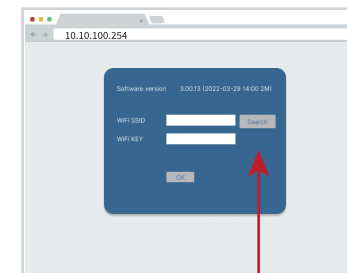 10.10.100.254
Software version 3.00.13 (2022-03-29 14:00 2M)
WiFi SSID Search
WiFi KEY
OK